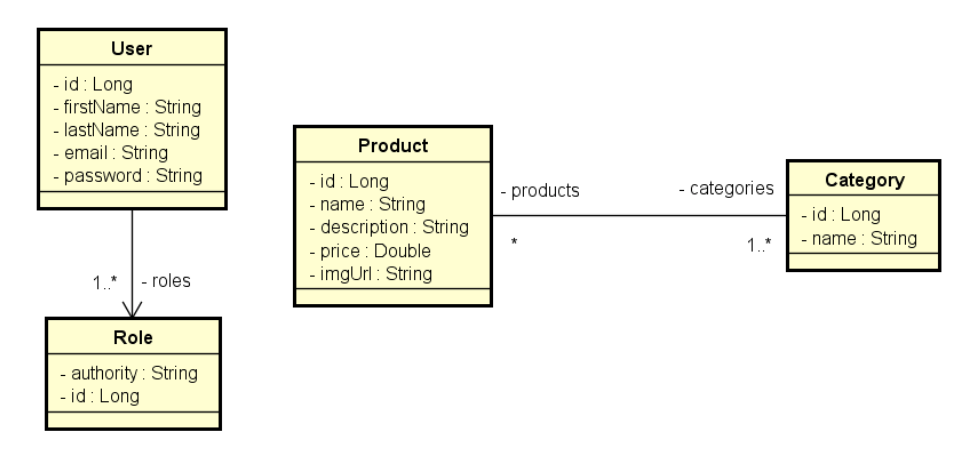 User
- id : Long
- firstName : String
- lastName : String
- email : String
- password : String
1..*
- roles
Role
- authority : String
- id : Long
Product
- id : Long
- name : String
- description : String
- price : Double
- imgUrl : String
- products
- categories
*
1..*
Category
- id : Long
- name : String